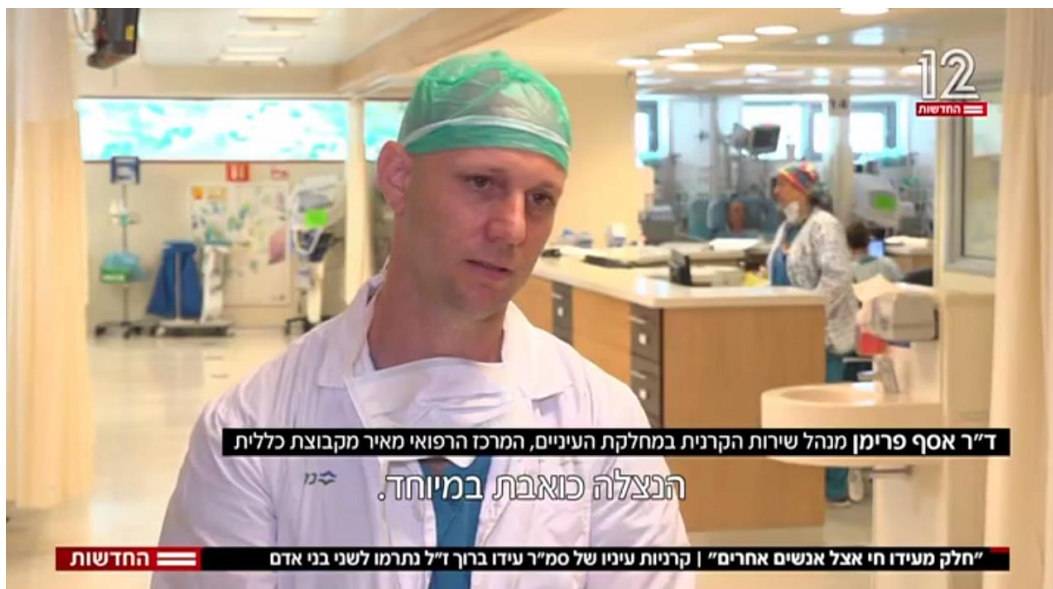 12
החדשות
ד״ר אסף פרימן מנהל שירות הקרנית במחלקת העיניים, המרכז הרפואי מאיר מקבוצת כללית
הנצלה כואבת במיוחד.
"חלק מעידו חי אצל אנשים אחרים" | קרניות עיניו של סמ״ר עידו ברוך ז״ל נתרמו לשני בני אדם
החדשות